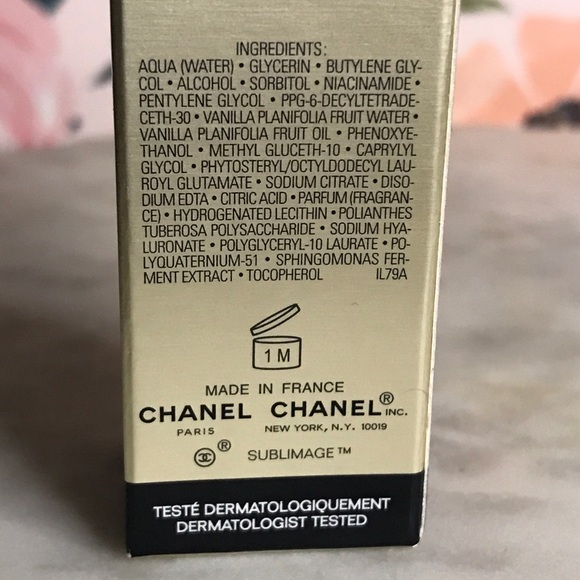 INGREDIENTS:
AQUA (WATER) • GLYCERIN • BUTYLENE GLY-
COL • ALCOHOL • SORBITOL • NIACINAMIDE •
PENTYLENE GLYCOL • PPG-6-DECYLTETRADE-
CETH-30 • VANILLA PLANIFOLIA FRUIT WATER •
VANILLA PLANIFOLIA FRUIT OIL • PHENOXYE-
THANOL • METHYL GLUCETH-10 • CAPRYLYL
GLYCOL • PHYTOSTERYL/OCTYLDODECYL LAU-
ROYL GLUTAMATE • SODIUM CITRATE • DISO-
DIUM EDTA • CITRIC ACID • PARFUM (FRAGRAN-
CE) • HYDROGENATED LECITHIN • POLIANTHES
TUBEROSA POLYSACCHARIDE • SODIUM HYA-
LURONATE • POLYGLYCERYL-10 LAURATE • PO-
LYQUATERNIUM-51 • SPHINGOMONAS FER-
MENT EXTRACT • TOCOPHEROL IL79A
1 M
MADE IN FRANCE
CHANEL CHANEL® INC.
PARIS NEW YORK, N.Y. 10019
® SUBLIMAGE™
TESTÉ DERMATOLOGIQUEMENT
DERMATOLOGIST TESTED